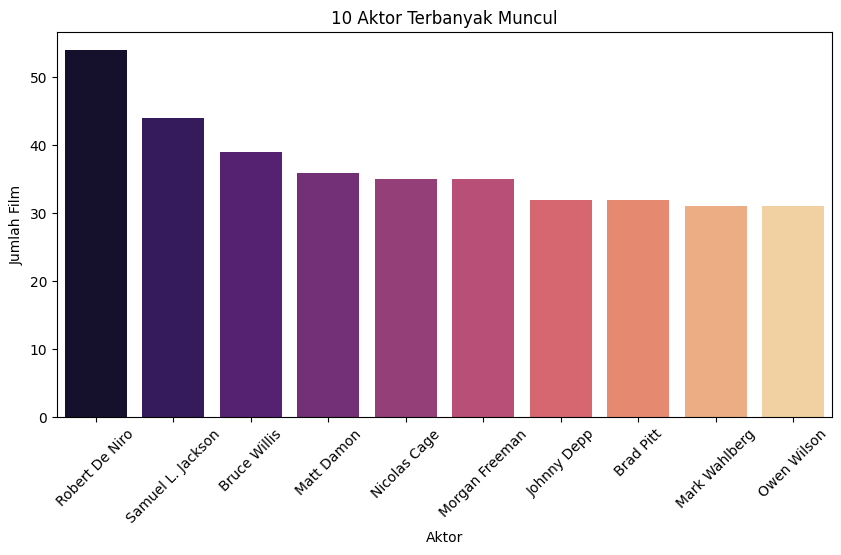 10 Aktor Terbanyak Muncul
Jumlah Film
50
40
30
20
10
0
Robert De Niro
Samuel L. Jackson
Bruce Willis
Matt Damon
Nicolas Cage
Morgan Freeman
Johnny Depp
Brad Pitt
Mark Wahlberg
Owen Wilson
Aktor